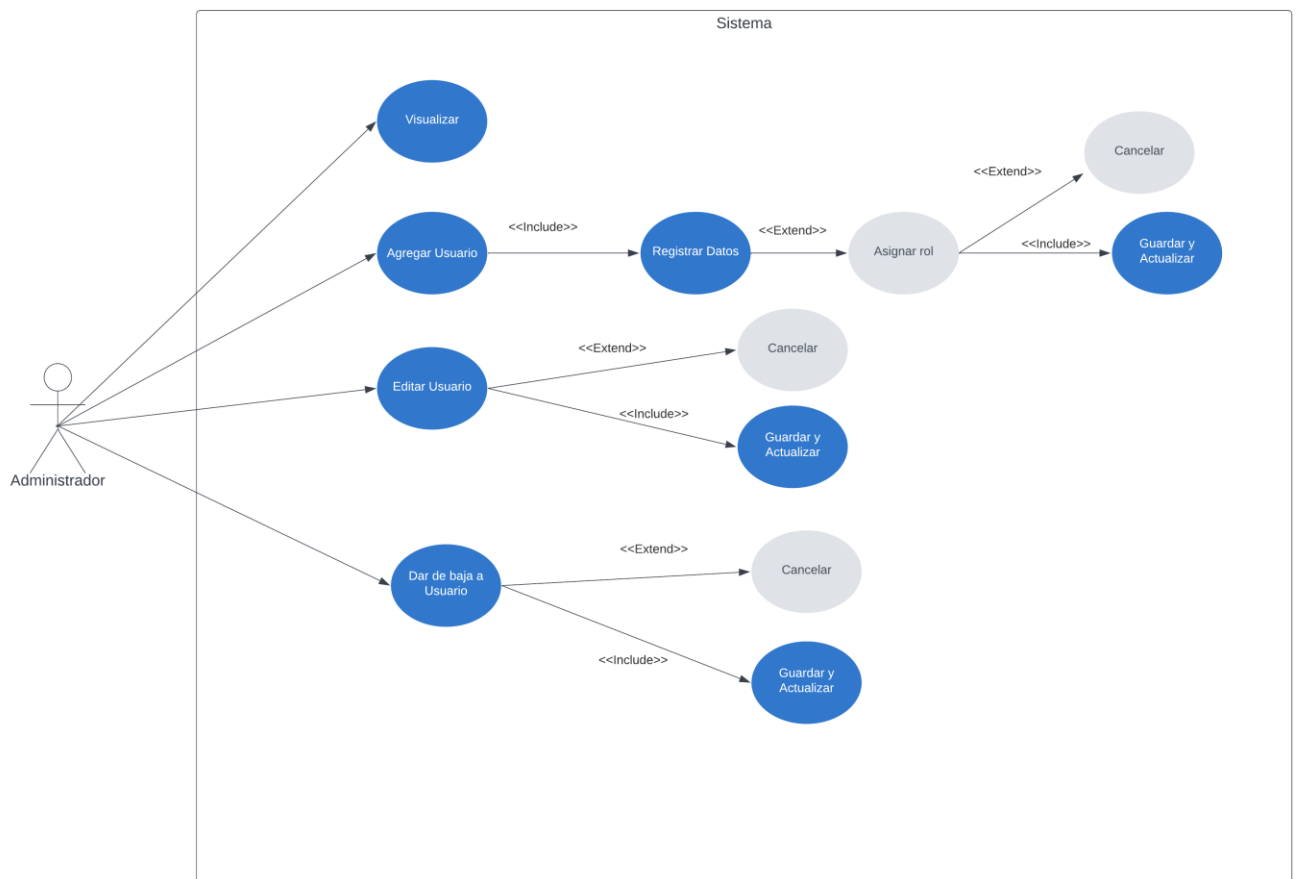 Sistema
Visualizar
Cancelar
<<Extend>>
<<Include>>
<<Extend>>
Agregar Usuario
Registrar Datos
Asignar rol
<<Include>>
Guardar y
Actualizar
<<Extend>>
Cancelar
Editar Usuario
<<Include>>
Guardar y
Actualizar
Administrador
<<Extend>>
Cancelar
Dar de baja a
Usuario
<<Include>>
Guardar y
Actualizar